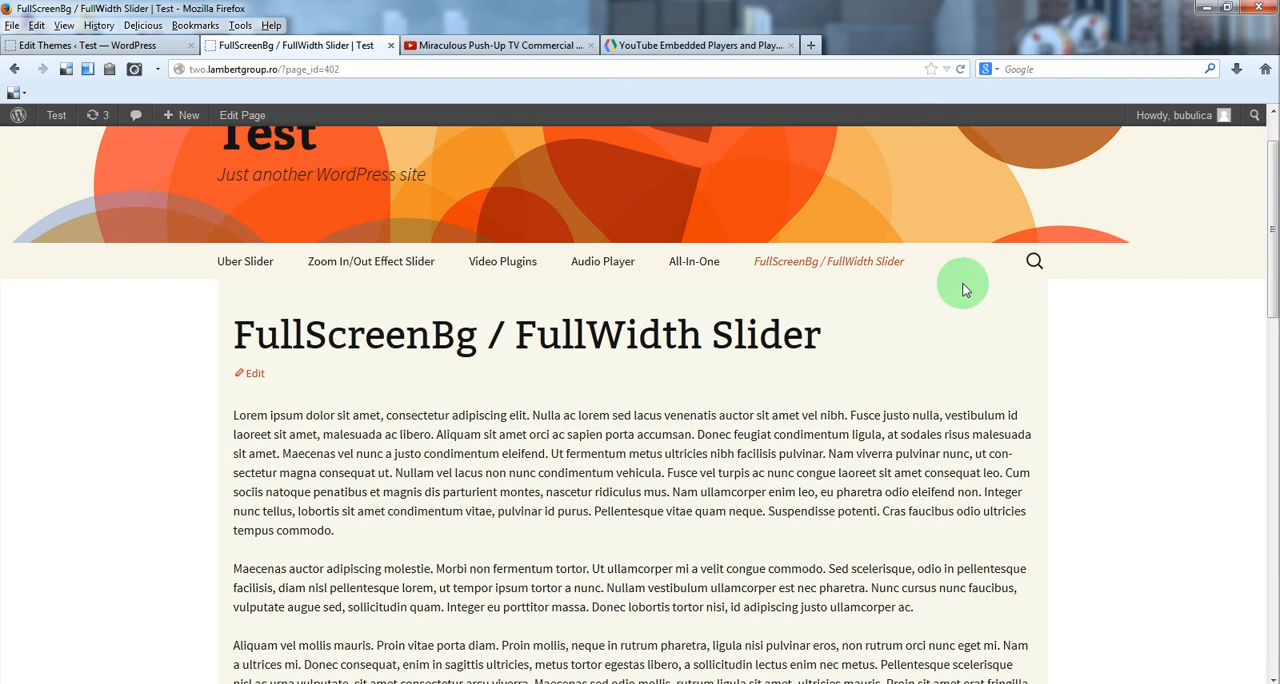 FullScreenBg / FullWidth Slider | Test - Mozilla Firefox
File Edit View History Delicious Bookmarks Tools Help
Edit Themes ‹ Test — WordPress
FullScreenBg / FullWidth Slider | Test
Miraculous Push-Up TV Commercial ...
YouTube Embedded Players and Play...
two.lambertgroup.ro/?page_id=402
Google
Test 3 New Edit Page Howdy, bubulica
Test
Just another WordPress site
Uber Slider Zoom In/Out Effect Slider Video Plugins Audio Player All-In-One FullScreenBg / FullWidth Slider
FullScreenBg / FullWidth Slider
Edit
Lorem ipsum dolor sit amet, consectetur adipiscing elit. Nulla ac lorem sed lacus venenatis auctor sit amet vel nibh. Fusce justo nulla, vestibulum id
laoreet sit amet, malesuada ac libero. Aliquam sit amet orci ac sapien porta accumsan. Donec feugiat condimentum ligula, at sodales risus malesuada
sit amet. Maecenas vel nunc a justo condimentum eleifend. Ut fermentum metus ultricies nibh facilisis pulvinar. Nam viverra pulvinar nunc, ut con-
sectetur magna consequat ut. Nullam vel lacus non nunc condimentum vehicula. Fusce vel turpis ac nunc congue laoreet sit amet consequat leo. Cum
sociis natoque penatibus et magnis dis parturient montes, nascetur ridiculus mus. Nam ullamcorper enim leo, eu pharetra odio eleifend non. Integer
nunc tellus, lobortis sit amet condimentum vitae, pulvinar id purus. Pellentesque vitae quam neque. Suspendisse potenti. Cras faucibus odio ultricies
tempus commodo.
Maecenas auctor adipiscing molestie. Morbi non fermentum tortor. Ut ullamcorper mi a velit congue commodo. Sed scelerisque, odio in pellentesque
facilisis, diam nisl pellentesque lorem, ut tempor ipsum tortor a nunc. Nullam vestibulum ullamcorper est nec pharetra. Nunc cursus nunc faucibus,
vulputate augue sed, sollicitudin quam. Integer eu porttitor massa. Donec lobortis tortor nisi, id adipiscing justo ullamcorper ac.
Aliquam vel mollis mauris. Proin vitae porta diam. Proin mollis, neque in rutrum pharetra, ligula nisi pulvinar eros, non rutrum orci nunc eget mi. Nam
a ultrices mi. Donec consequat, enim in sagittis ultricies, metus tortor egestas libero, a sollicitudin lectus enim nec metus. Pellentesque scelerisque